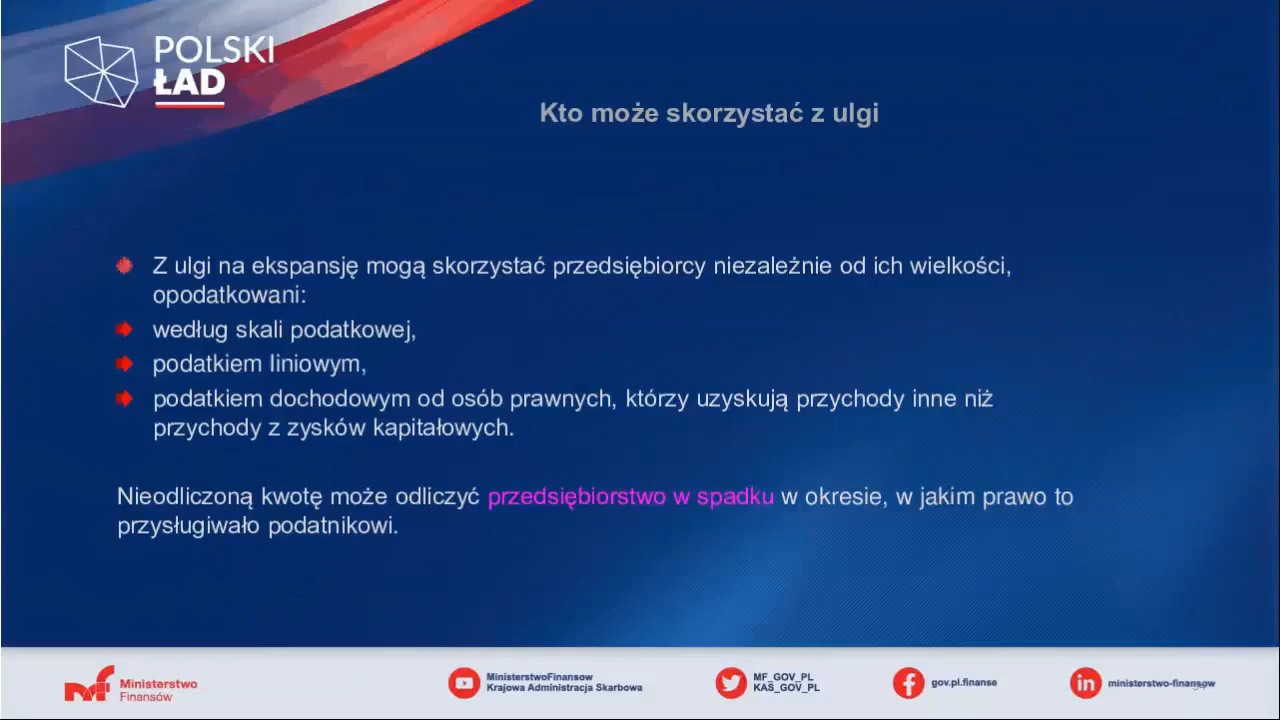 POLSKI
ŁAD
Kto może skorzystać z ulgi
Z ulgi na ekspansję mogą skorzystać przedsiębiorcy niezależnie od ich wielkości,
opodatkowani:
według skali podatkowej,
podatkiem liniowym,
podatkiem dochodowym od osób prawnych, którzy uzyskują przychody inne niż
przychody z zysków kapitałowych.
Nieodliczoną kwotę może odliczyć przedsiębiorstwo w spadku w okresie, w jakim prawo to
przysługiwało podatnikowi.
mf Ministerstwo
Finansów
MinisterstwoFinansow
Krajowa Administracja Skarbowa
MF_GOV_PL
KAS_GOV_PL
gov.pl.finanse
ministerstwo-finansow